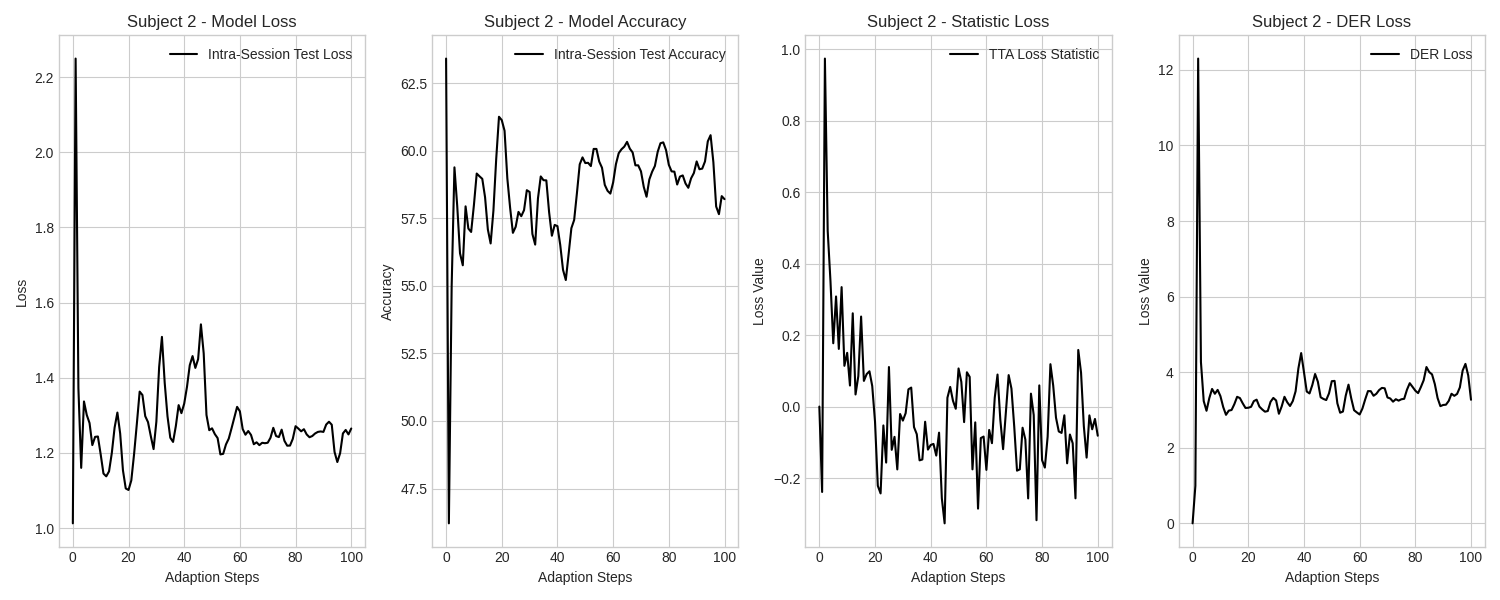 Subject 2 - Model Loss
Intra-Session Test Loss
2.2
2.0
1.8
1.6
1.4
1.2
1.0
Loss
0 20 40 60 80 100
Adaption Steps
Subject 2 - Model Accuracy
Intra-Session Test Accuracy
62.5
60.0
57.5
55.0
52.5
50.0
47.5
Accuracy
0 20 40 60 80 100
Adaption Steps
Subject 2 - Statistic Loss
TTA Loss Statistic
1.0
0.8
0.6
0.4
0.2
0.0
−0.2
Loss Value
0 20 40 60 80 100
Adaption Steps
Subject 2 - DER Loss
DER Loss
12
10
8
6
4
2
0
Loss Value
0 20 40 60 80 100
Adaption Steps